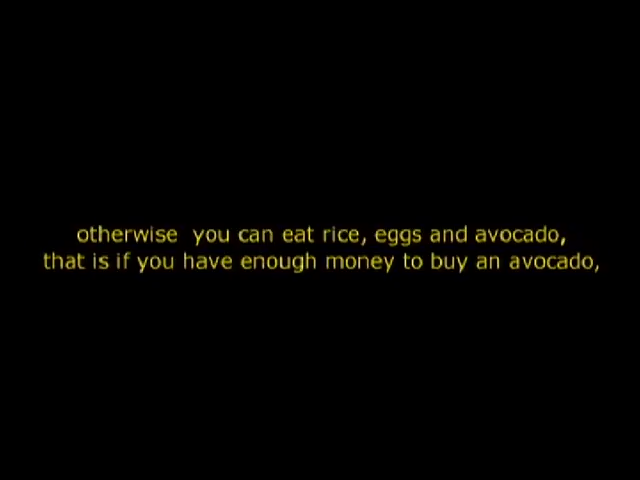 otherwise  you can eat rice, eggs and avocado,
that is if you have enough money to buy an avocado,